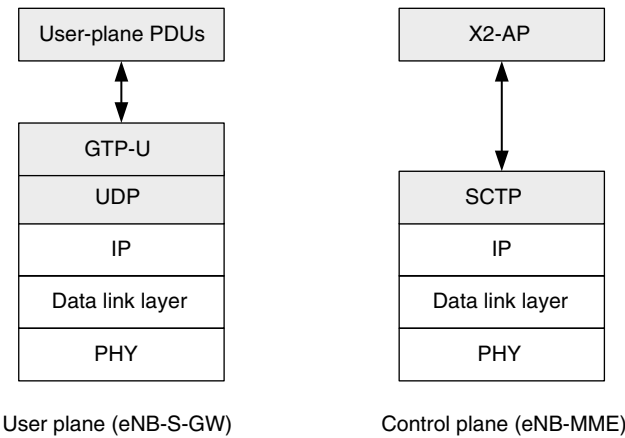 User-plane PDUs
GTP-U
UDP
IP
Data link layer
PHY
User plane (eNB-S-GW)
X2-AP
SCTP
IP
Data link layer
PHY
Control plane (eNB-MME)